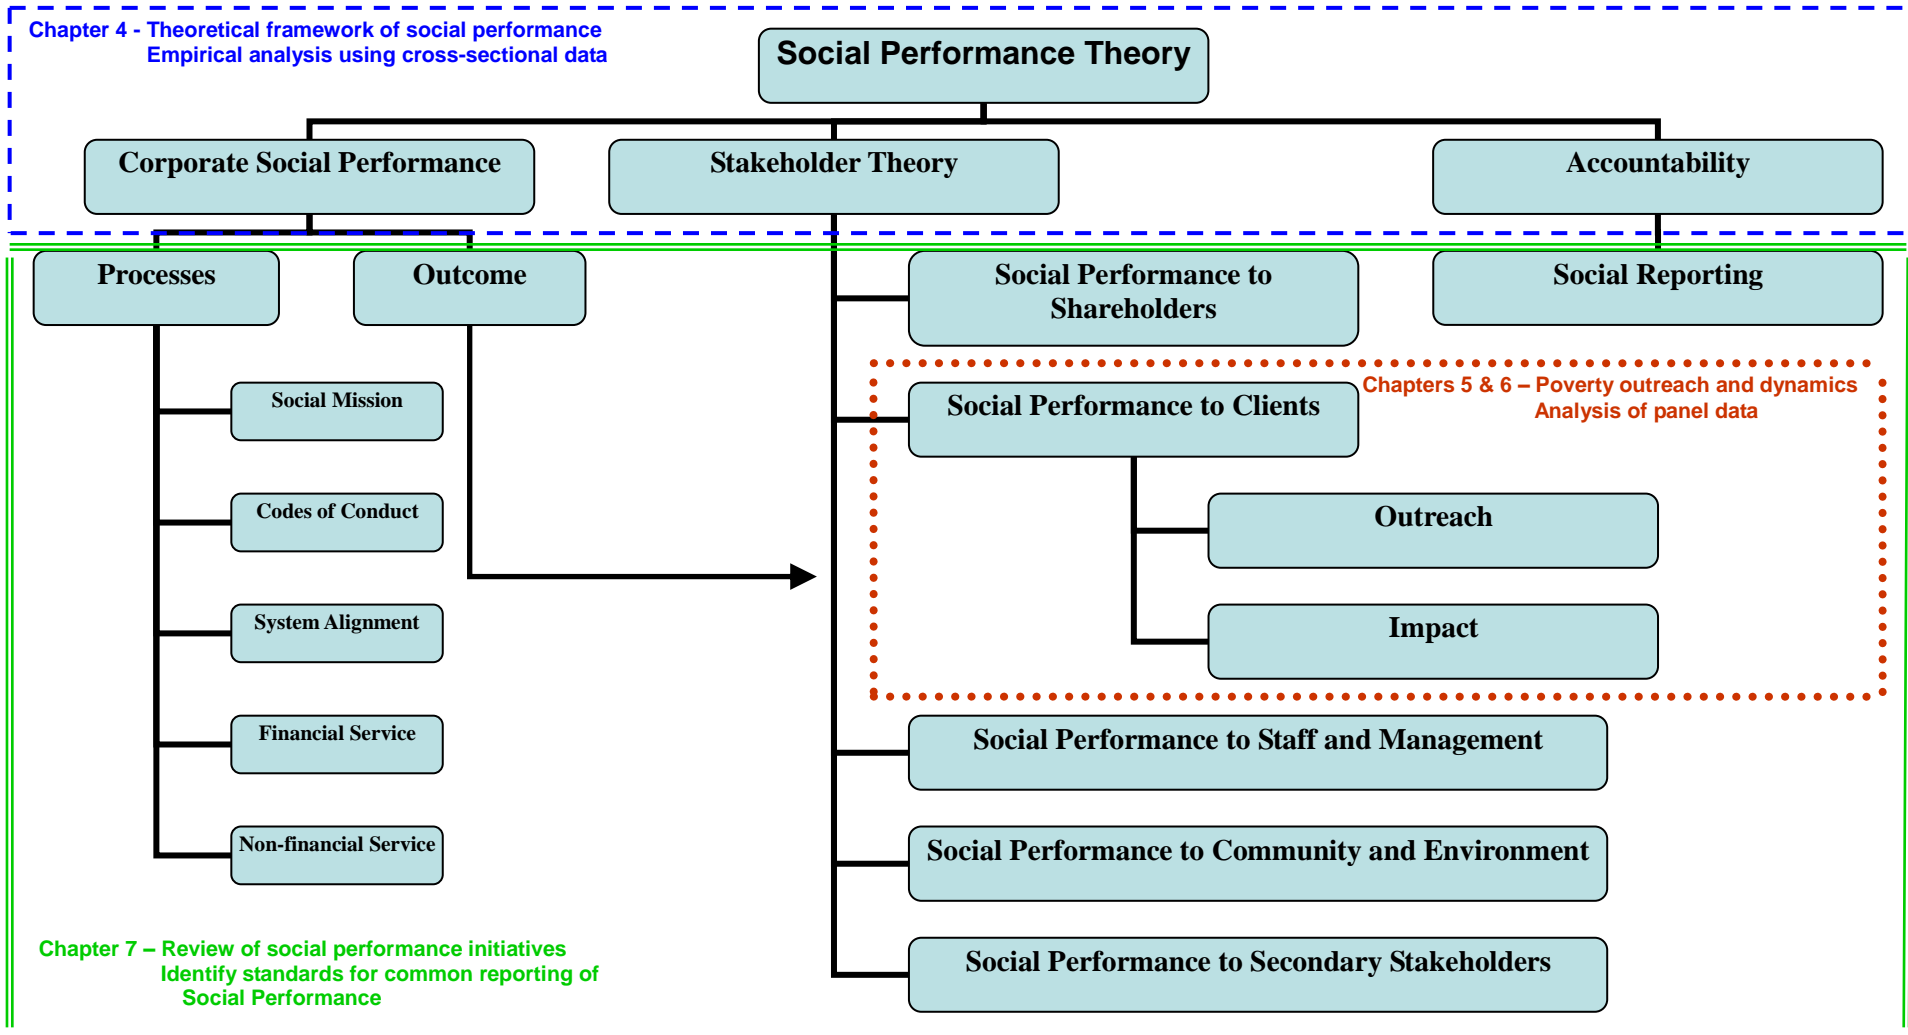 Chapter 4 - Theoretical framework of social performance
Empirical analysis using cross-sectional data
Social Performance Theory
Corporate Social Performance
Stakeholder Theory
Accountability
Processes
Outcome
Social Performance to
Shareholders
Social Reporting
Social Mission
Codes of Conduct
System Alignment
Financial Service
Non-financial Service
Social Performance to Clients
Chapters 5 & 6 – Poverty outreach and dynamics
Analysis of panel data
Outreach
Impact
Social Performance to Staff and Management
Social Performance to Community and Environment
Social Performance to Secondary Stakeholders
Chapter 7 – Review of social performance initiatives
Identify standards for common reporting of
Social Performance